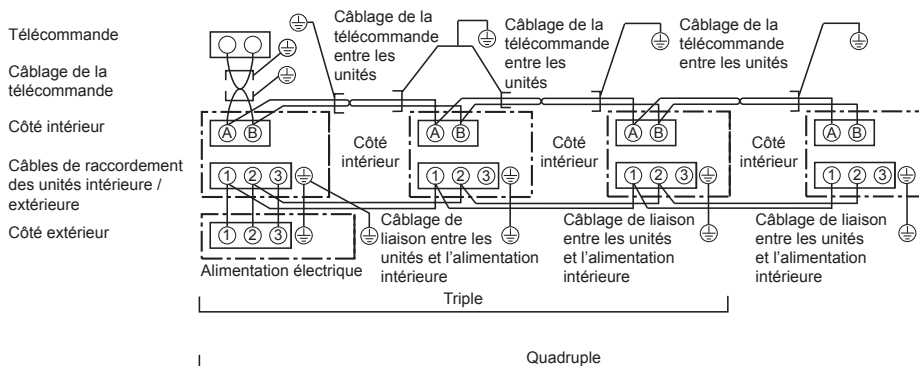 Télécommande
Câblage de la
télécommande
Côté intérieur
Câbles de raccordement
des unités intérieure /
extérieure
Côté extérieur
Câblage de la
télécommande
entre les
unités
Câblage de la
télécommande
entre les
unités
Câblage de la
télécommande
entre les
unités
A B
A B
A B
A B
Côté
intérieur
Côté
intérieur
Côté
intérieur
1 2 3
1 2 3
1 2 3
1 2 3
1 2 3
Alimentation électrique
Câblage de
liaison entre les
unités et l'alimentation
intérieure
Câblage de liaison
entre les unités
et l'alimentation
intérieure
Câblage de liaison
entre les unités
et l'alimentation
intérieure
Triple
Quadruple